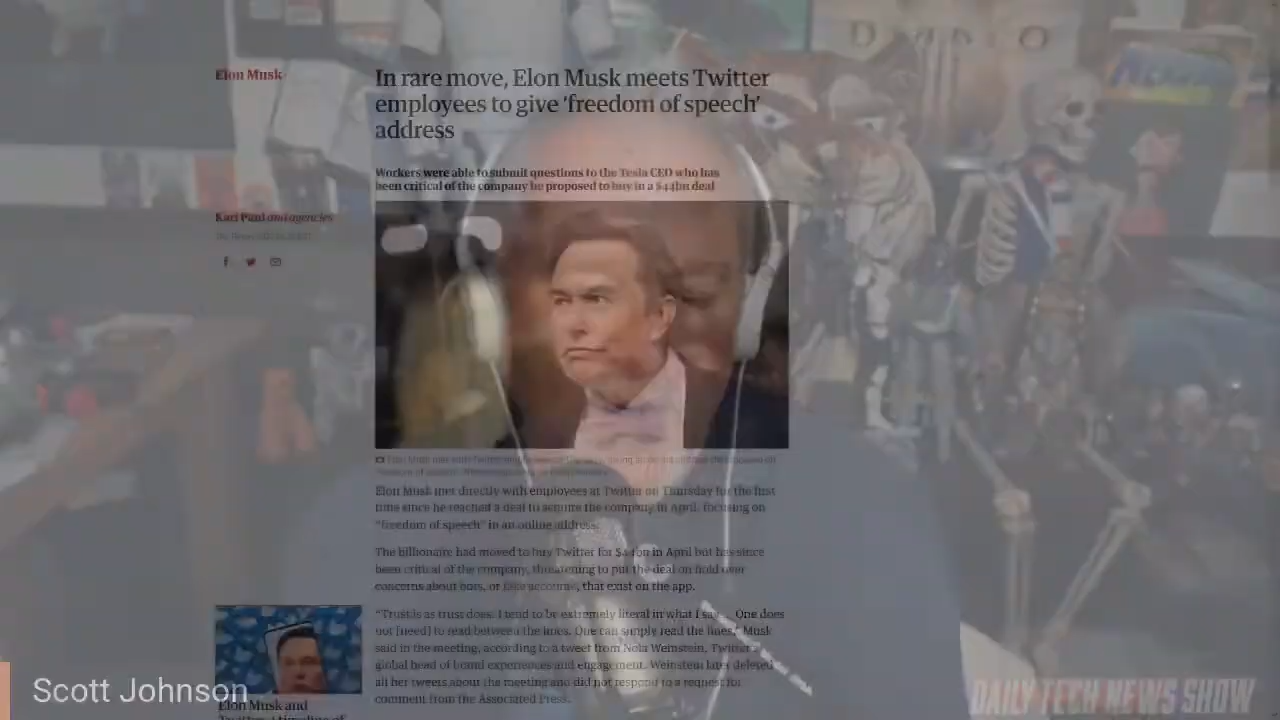 DIABLO
Elon Musk
In rare move, Elon Musk meets Twitter
employees to give ‘freedom of speech’
address
Workers were able to submit questions to the Tesla CEO who has
been critical of the company he proposed to buy in a $44bn deal
Kari Paul and agencies
Elon Musk met directly with employees at Twitter on Thursday for the first
time since he reached a deal to acquire the company in April, focusing on
“freedom of speech” in an online address.
The billionaire had moved to buy Twitter for $44bn in April but has since
been critical of the company, threatening to put the deal on hold over
concerns about bots, or fake accounts, that exist on the app.
“Trust is as trust does. I tend to be extremely literal in what I say … One does
not [need] to read between the lines. One can simply read the lines,” Musk
said in the meeting, according to a tweet from Nola Weinstein, Twitter’s
global head of brand experiences and engagement. Weinstein later deleted
all her tweets about the meeting and did not respond to a request for
comment from the Associated Press.
Elon Musk and
Twitter: a timeline of
Scott Johnson
DAILY TECH NEWS SHOW